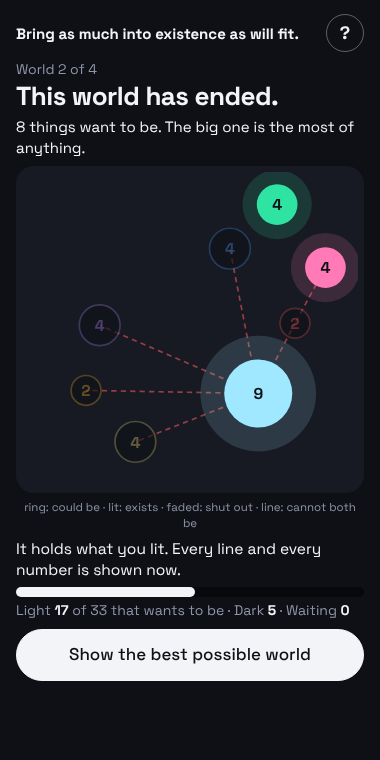 Bring as much into existence as will fit.
?
World 2 of 4
This world has ended.
8 things want to be. The big one is the most of
anything.
4
4
4
2
4
2
9
4
ring: could be · lit: exists · faded: shut out · line: cannot both
be
It holds what you lit. Every line and every
number is shown now.
Light 17 of 33 that wants to be · Dark 5 · Waiting 0
Show the best possible world